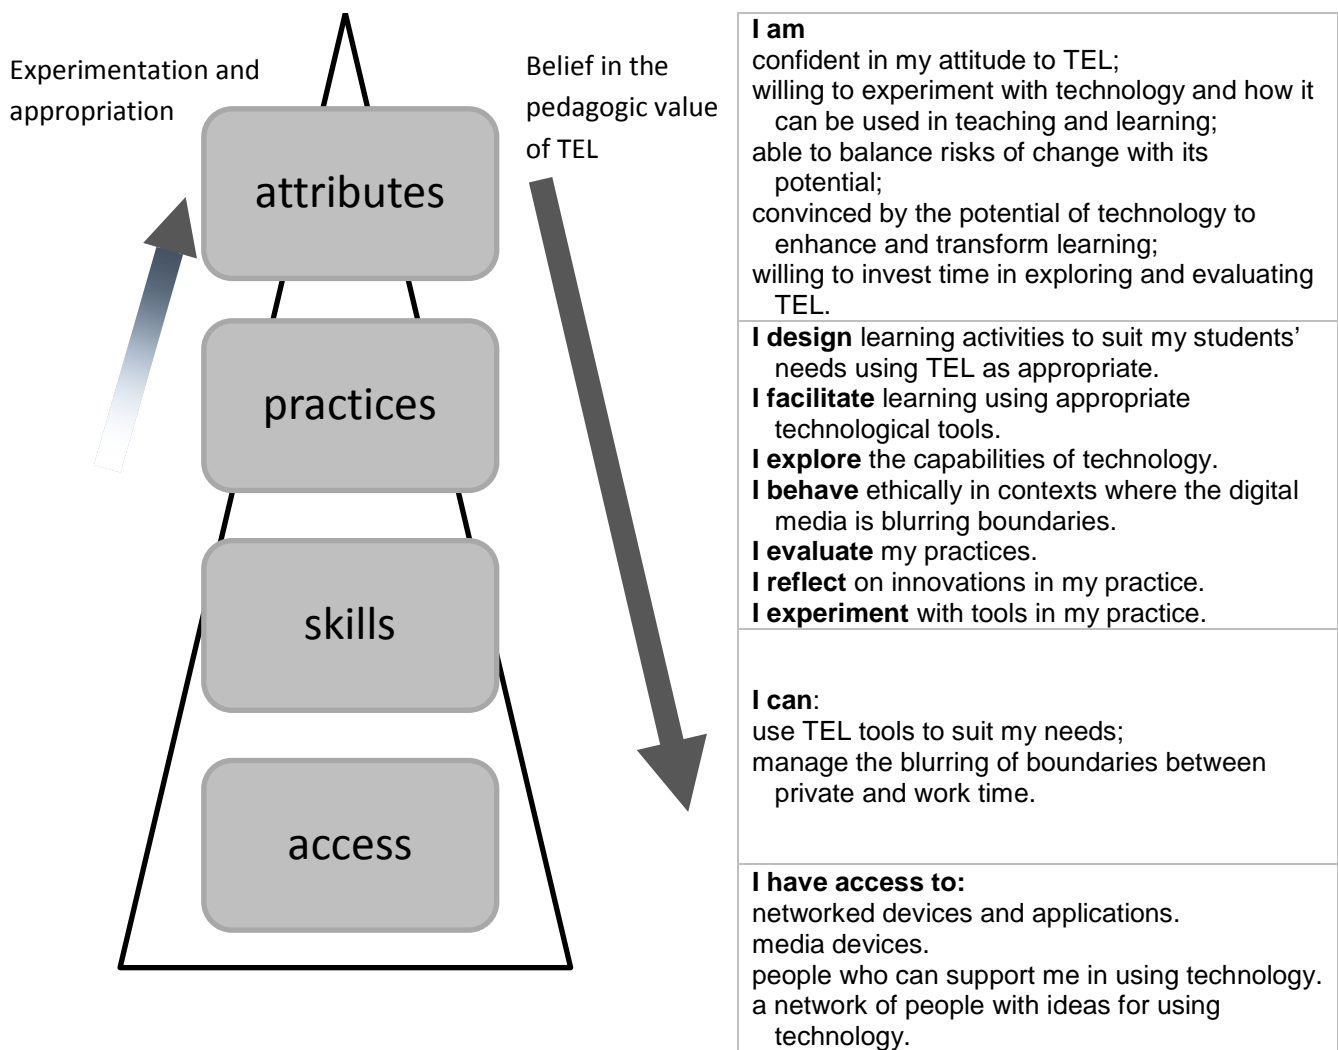 Experimentation and
appropriation
Belief in the
pedagogic value
of TEL
attributes
practices
skills
access
I am
confident in my attitude to TEL;
willing to experiment with technology and how it
can be used in teaching and learning;
able to balance risks of change with its
potential;
convinced by the potential of technology to
enhance and transform learning;
willing to invest time in exploring and evaluating
TEL.
I design learning activities to suit my students’
needs using TEL as appropriate.
I facilitate learning using appropriate
technological tools.
I explore the capabilities of technology.
I behave ethically in contexts where the digital
media is blurring boundaries.
I evaluate my practices.
I reflect on innovations in my practice.
I experiment with tools in my practice.
I can:
use TEL tools to suit my needs;
manage the blurring of boundaries between
private and work time.
I have access to:
networked devices and applications.
media devices.
people who can support me in using technology.
a network of people with ideas for using
technology.